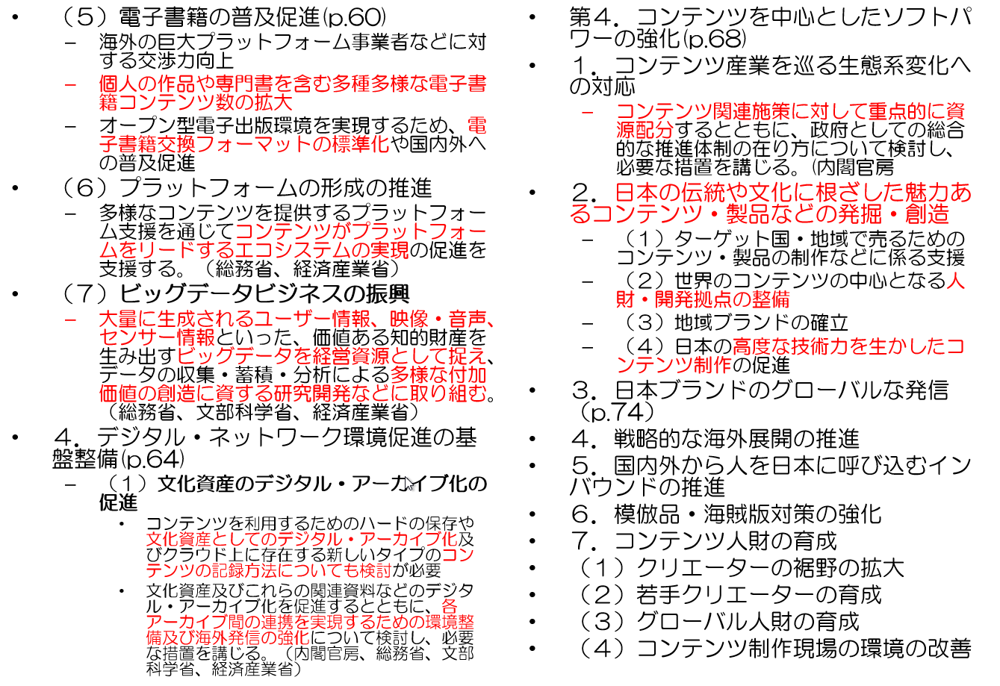 • （５）電子書籍の普及促進(p.60)
– 海外の巨大プラットフォーム事業者などに対
する交渉力向上
– 個人の作品や専門書を含む多種多様な電子書
籍コンテンツ数の拡大
– オープン型電子出版環境を実現するため、電
子書籍交換フォーマットの標準化や国内外へ
の普及促進
• （６）プラットフォームの形成の推進
– 多様なコンテンツを提供するプラットフォー
ム支援を通じてコンテンツがプラットフォー
ムをリードするエコシステムの実現の促進を
支援する。（総務省、経済産業省）
• （７）ビッグデータビジネスの振興
– 大量に生成されるユーザー情報、映像・音声、
センサー情報といった、価値ある知的財産を
生み出すビッグデータを経営資源として捉え、
データの収集・蓄積・分析による多様な付加
価値の創造に資する研究開発などに取り組む。
（総務省、文部科学省、経済産業省）
• ４．デジタル・ネットワーク環境促進の基
盤整備(p.64)
– （１）文化資産のデジタル・アーカイブ化の
促進
• コンテンツを利用するためのハードの保存や
文化資産としてのデジタル・アーカイブ化及
びクラウド上に存在する新しいタイプのコン
テンツの記録方法についても検討が必要
• 文化資産及びこれらの関連資料などのデジタ
ル・アーカイブ化を促進するとともに、各
アーカイブ間の連携を実現するための環境整
備及び海外発信の強化について検討し、必要
な措置を講じる。（内閣官房、総務省、文部
科学省、経済産業省）
• 第４．コンテンツを中心としたソフトパ
ワーの強化(p.68)
• １．コンテンツ産業を巡る生態系変化へ
の対応
– コンテンツ関連施策に対して重点的に資
源配分するとともに、政府としての総合
的な推進体制の在り方について検討し、
必要な措置を講じる。(内閣官房
• ２．日本の伝統や文化に根ざした魅力あ
るコンテンツ・製品などの発掘・創造
– （１）ターゲット国・地域で売るための
コンテンツ・製品の制作などに係る支援
– （２）世界のコンテンツの中心となる人
財・開発拠点の整備
– （３）地域ブランドの確立
– （４）日本の高度な技術力を生かしたコ
ンテンツ制作の促進
• ３．日本ブランドのグローバルな発信
（p.74）
• ４．戦略的な海外展開の推進
• ５．国内外から人を日本に呼び込むイン
バウンドの推進
• ６．模倣品・海賊版対策の強化
• ７．コンテンツ人財の育成
• （１）クリエーターの裾野の拡大
• （２）若手クリエーターの育成
• （３）グローバル人財の育成
• （４）コンテンツ制作現場の環境の改善